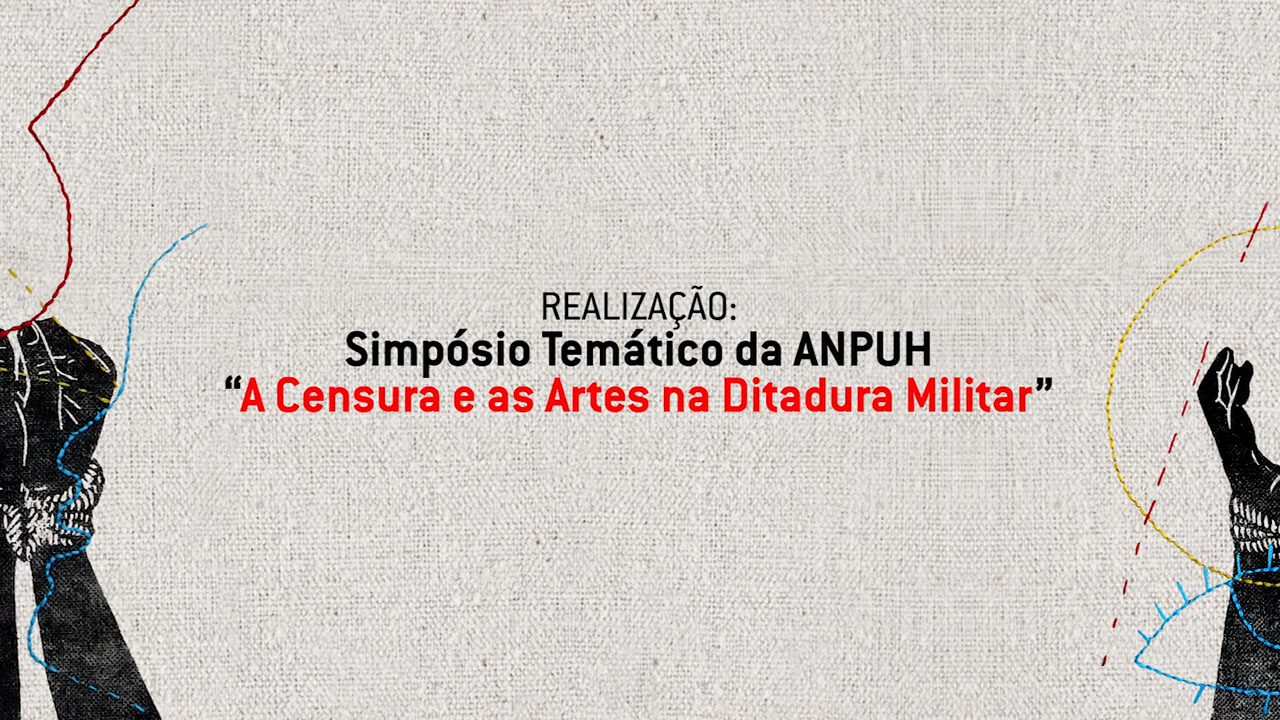 REALIZAÇÃO:
Simpósio Temático da ANPUH
“A Censura e as Artes na Ditadura Militar”